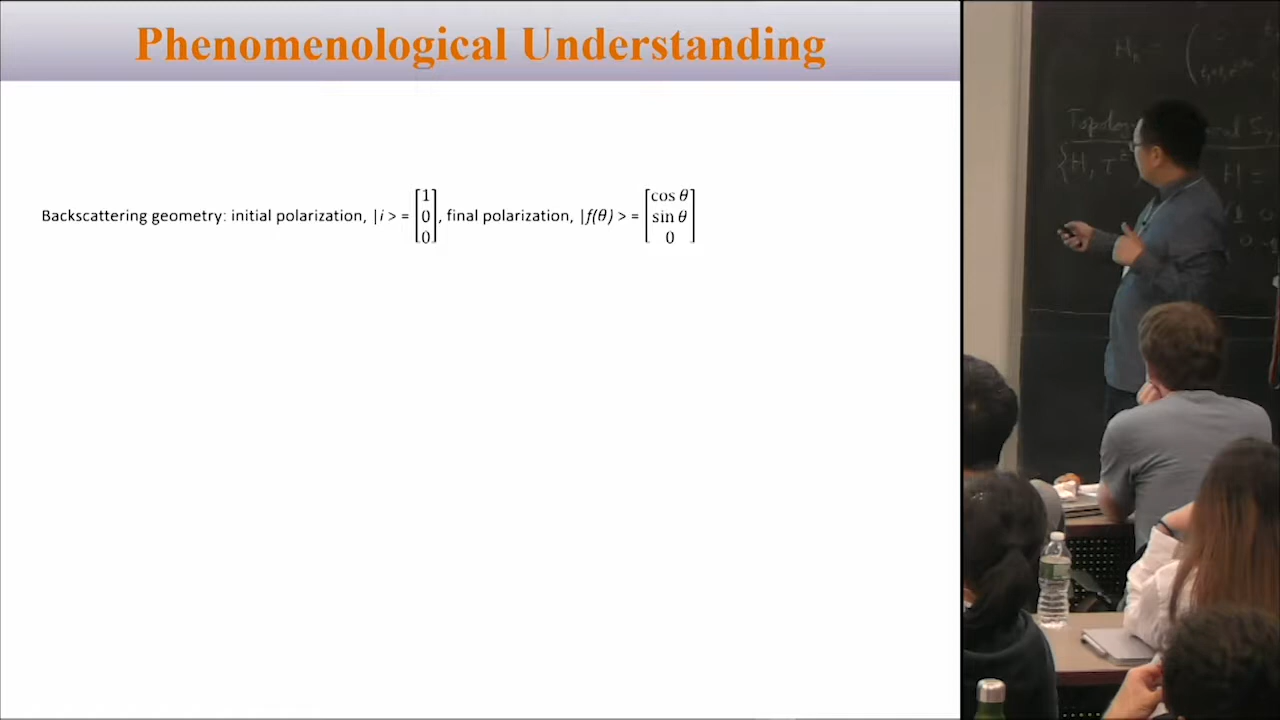 Phenomenological Understanding
Backscattering geometry: initial polarization, |i > = [1 0 0], final polarization, |f(θ) > = [cos θ sin θ 0]
H =
{H,
H =